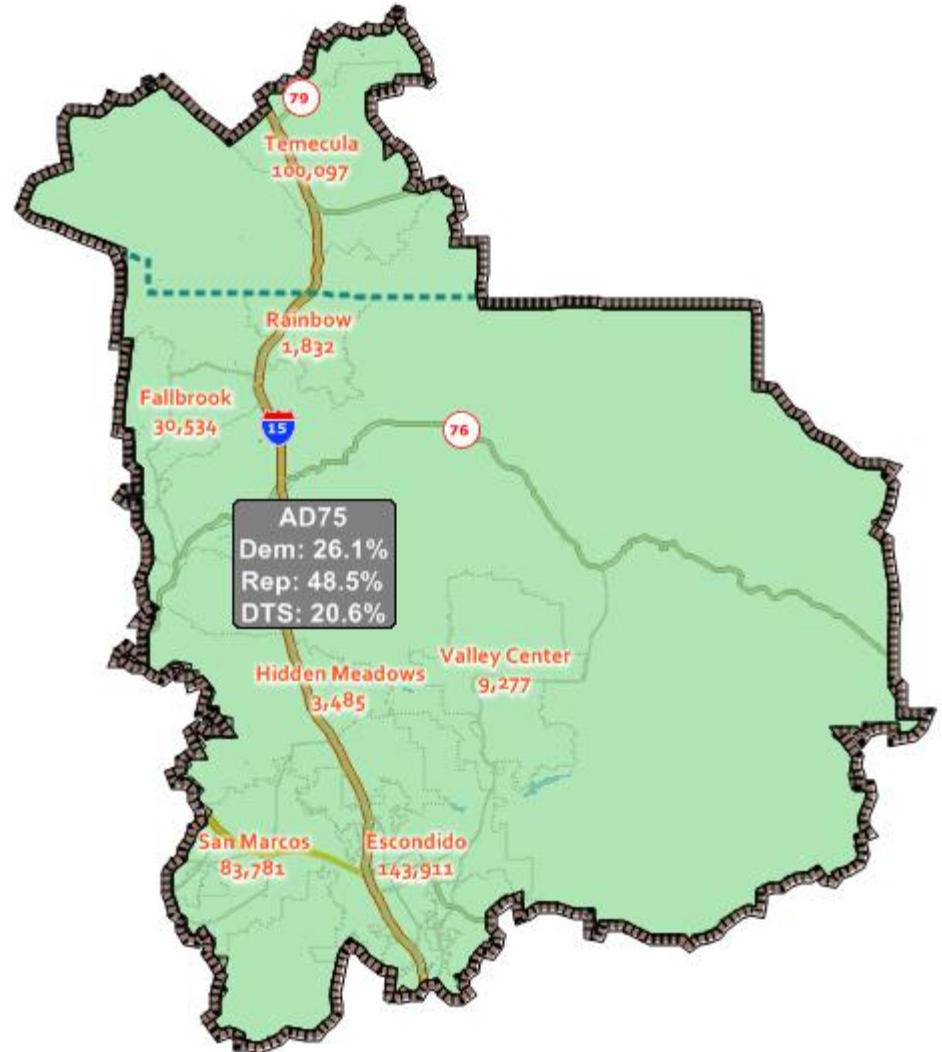 79
Temecula
100,097
Rainbow
1,832
Fallbrook
30,534
15
76
AD75
Dem: 26.1%
Rep: 48.5%
DTS: 20.6%
Hidden Meadows
3,485
Valley Center
9,277
San Marcos
83,781
Escondido
143,911